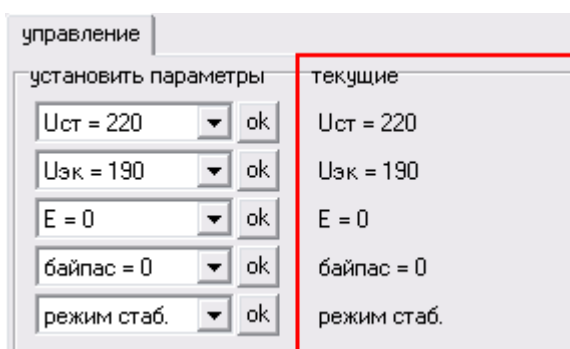 управление
установить параметры текущие
Uст = 220 ok Uст = 220
Uэк = 190 ok Uэк = 190
E = 0 ok E = 0
байпас = 0 ok байпас = 0
режим стаб. ok режим стаб.